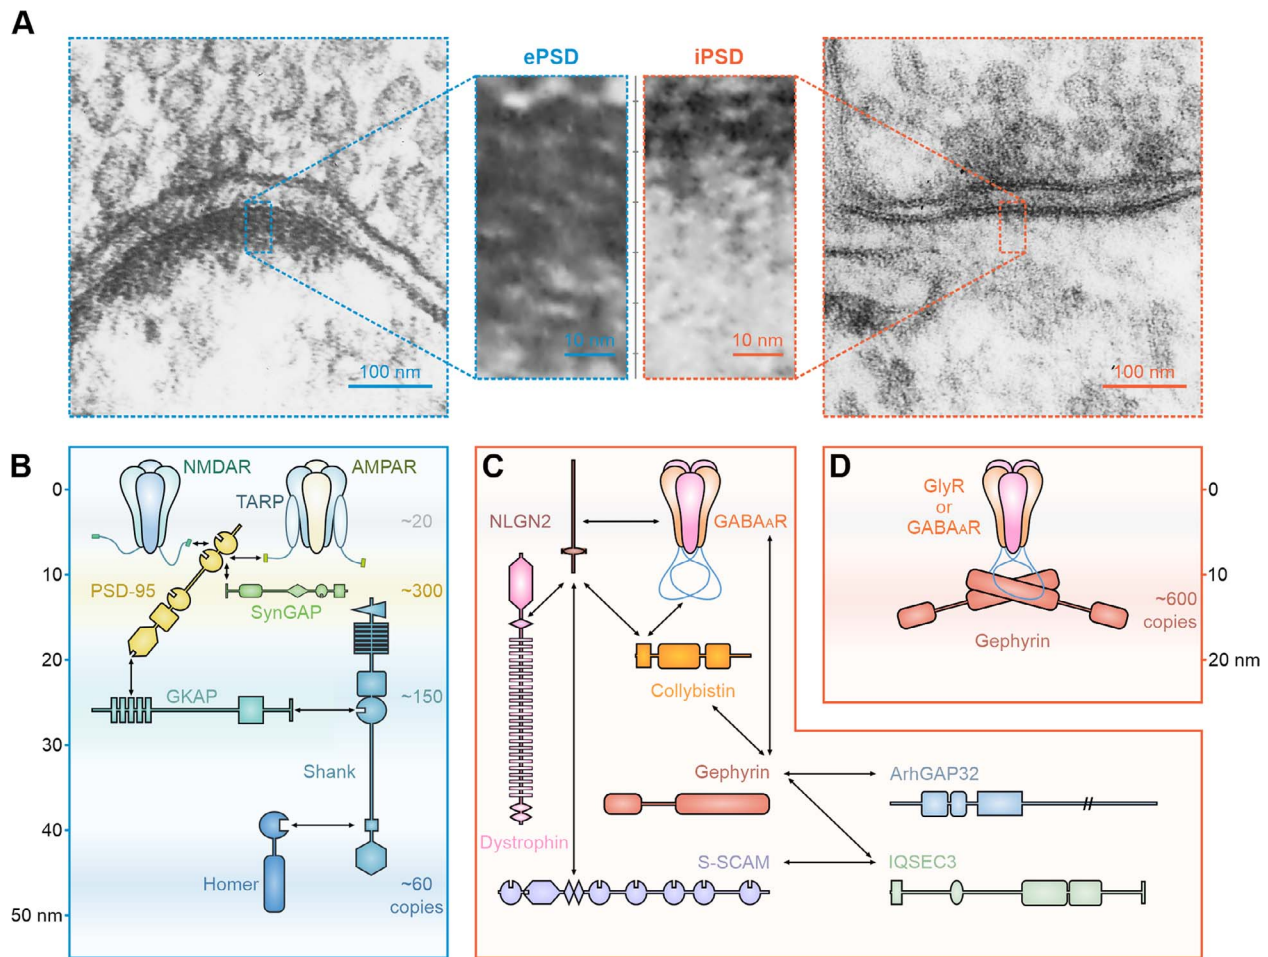 A
ePSD
iPSD
100 nm
10 nm
10 nm
100 nm
B
NMDAR
AMPAR
TARP
0
~20
10
PSD-95
SynGAP
~300
20
GKAP
~150
30
Shank
40
Homer
~60
copies
50 nm
C
NLGN2
GABAAR
Collybistin
Gephyrin
ArhGAP32
Dystrophin
S-SCAM
IQSEC3
D
GlyR
or
GABAAR
0
10
~600
copies
Gephyrin
20 nm